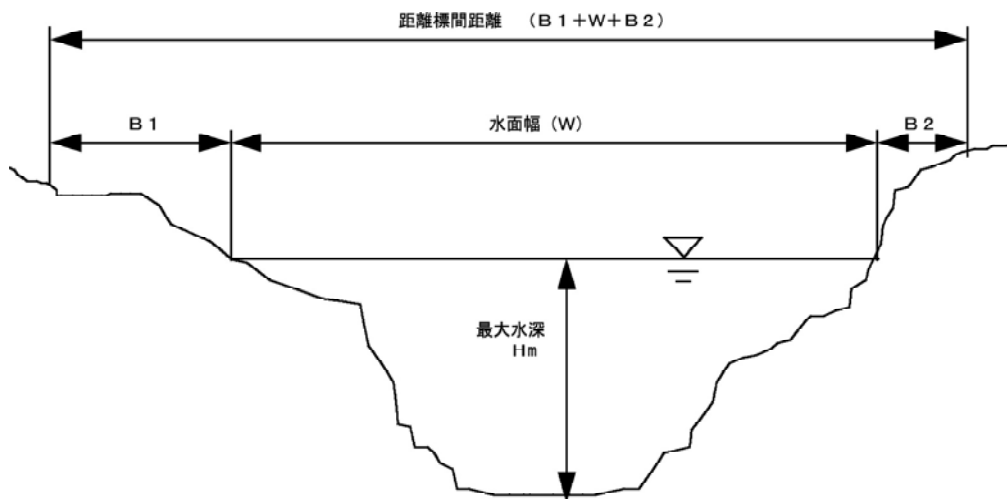 距離標間距離 （Ｂ１＋Ｗ＋Ｂ２）
Ｂ１
水面幅（Ｗ）
Ｂ２
最大水深
Ｈｍ